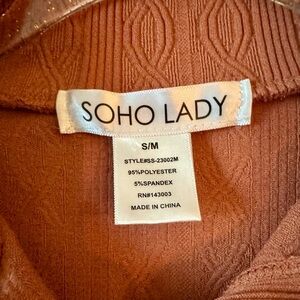 SOHO LADY
S/M
STYLE#SS-23002M
95%POLYESTER
5%SPANDEX
RN#143003
MADE IN CHINA